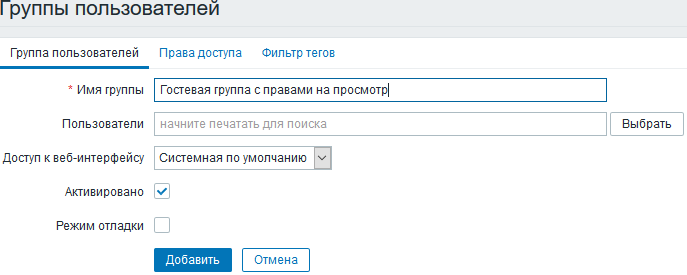 Группы пользователей
Группа пользователей Права доступа Фильтр тегов
* Имя группы Гостевая группа с правами на просмотр
Пользователи начните печатать для поиска Выбрать
Доступ к веб-интерфейсу Системная по умолчанию
Активировано
Режим отладки
Добавить Отмена